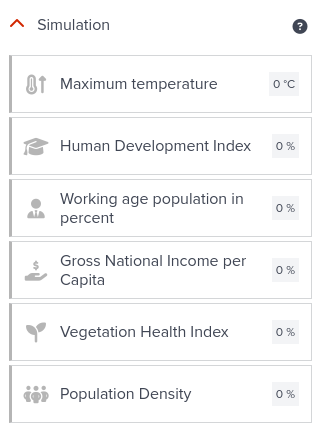 Simulation
?
Maximum temperature
0 °C
Human Development Index
0 %
Working age population in
percent
0 %
$
Gross National Income per
Capita
0 %
Vegetation Health Index
0 %
Population Density
0 %